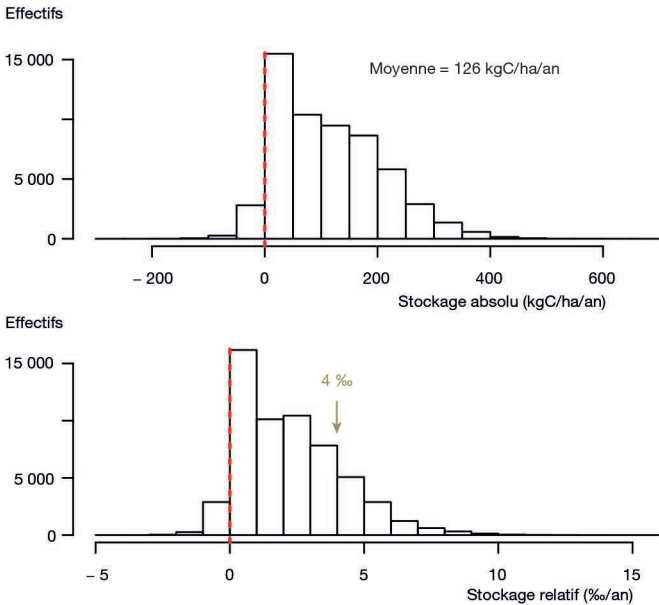 Effectifs
15 000
Moyenne = 126 kgC/ha/an
5 000
0
– 200 0 200 400 600
Stockage absolu (kgC/ha/an)
Effectifs
15 000
4 ‰
5 000
0
– 5 0 5 10 15
Stockage relatif (‰/an)